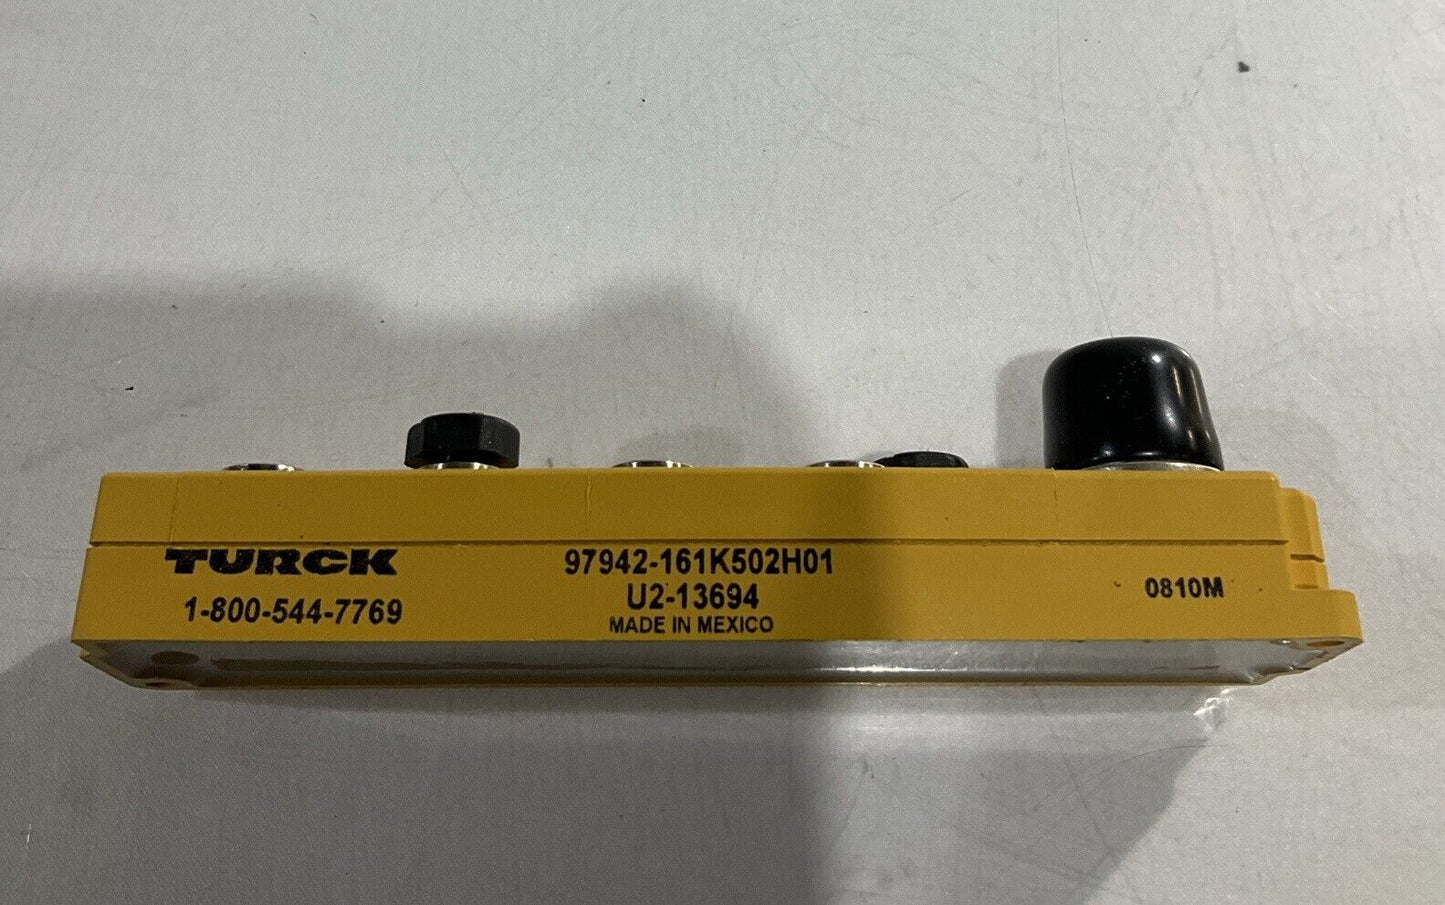 TURCK
1-800-544-7769
97942-161K502H01
U2-13694
MADE IN MEXICO
0810M